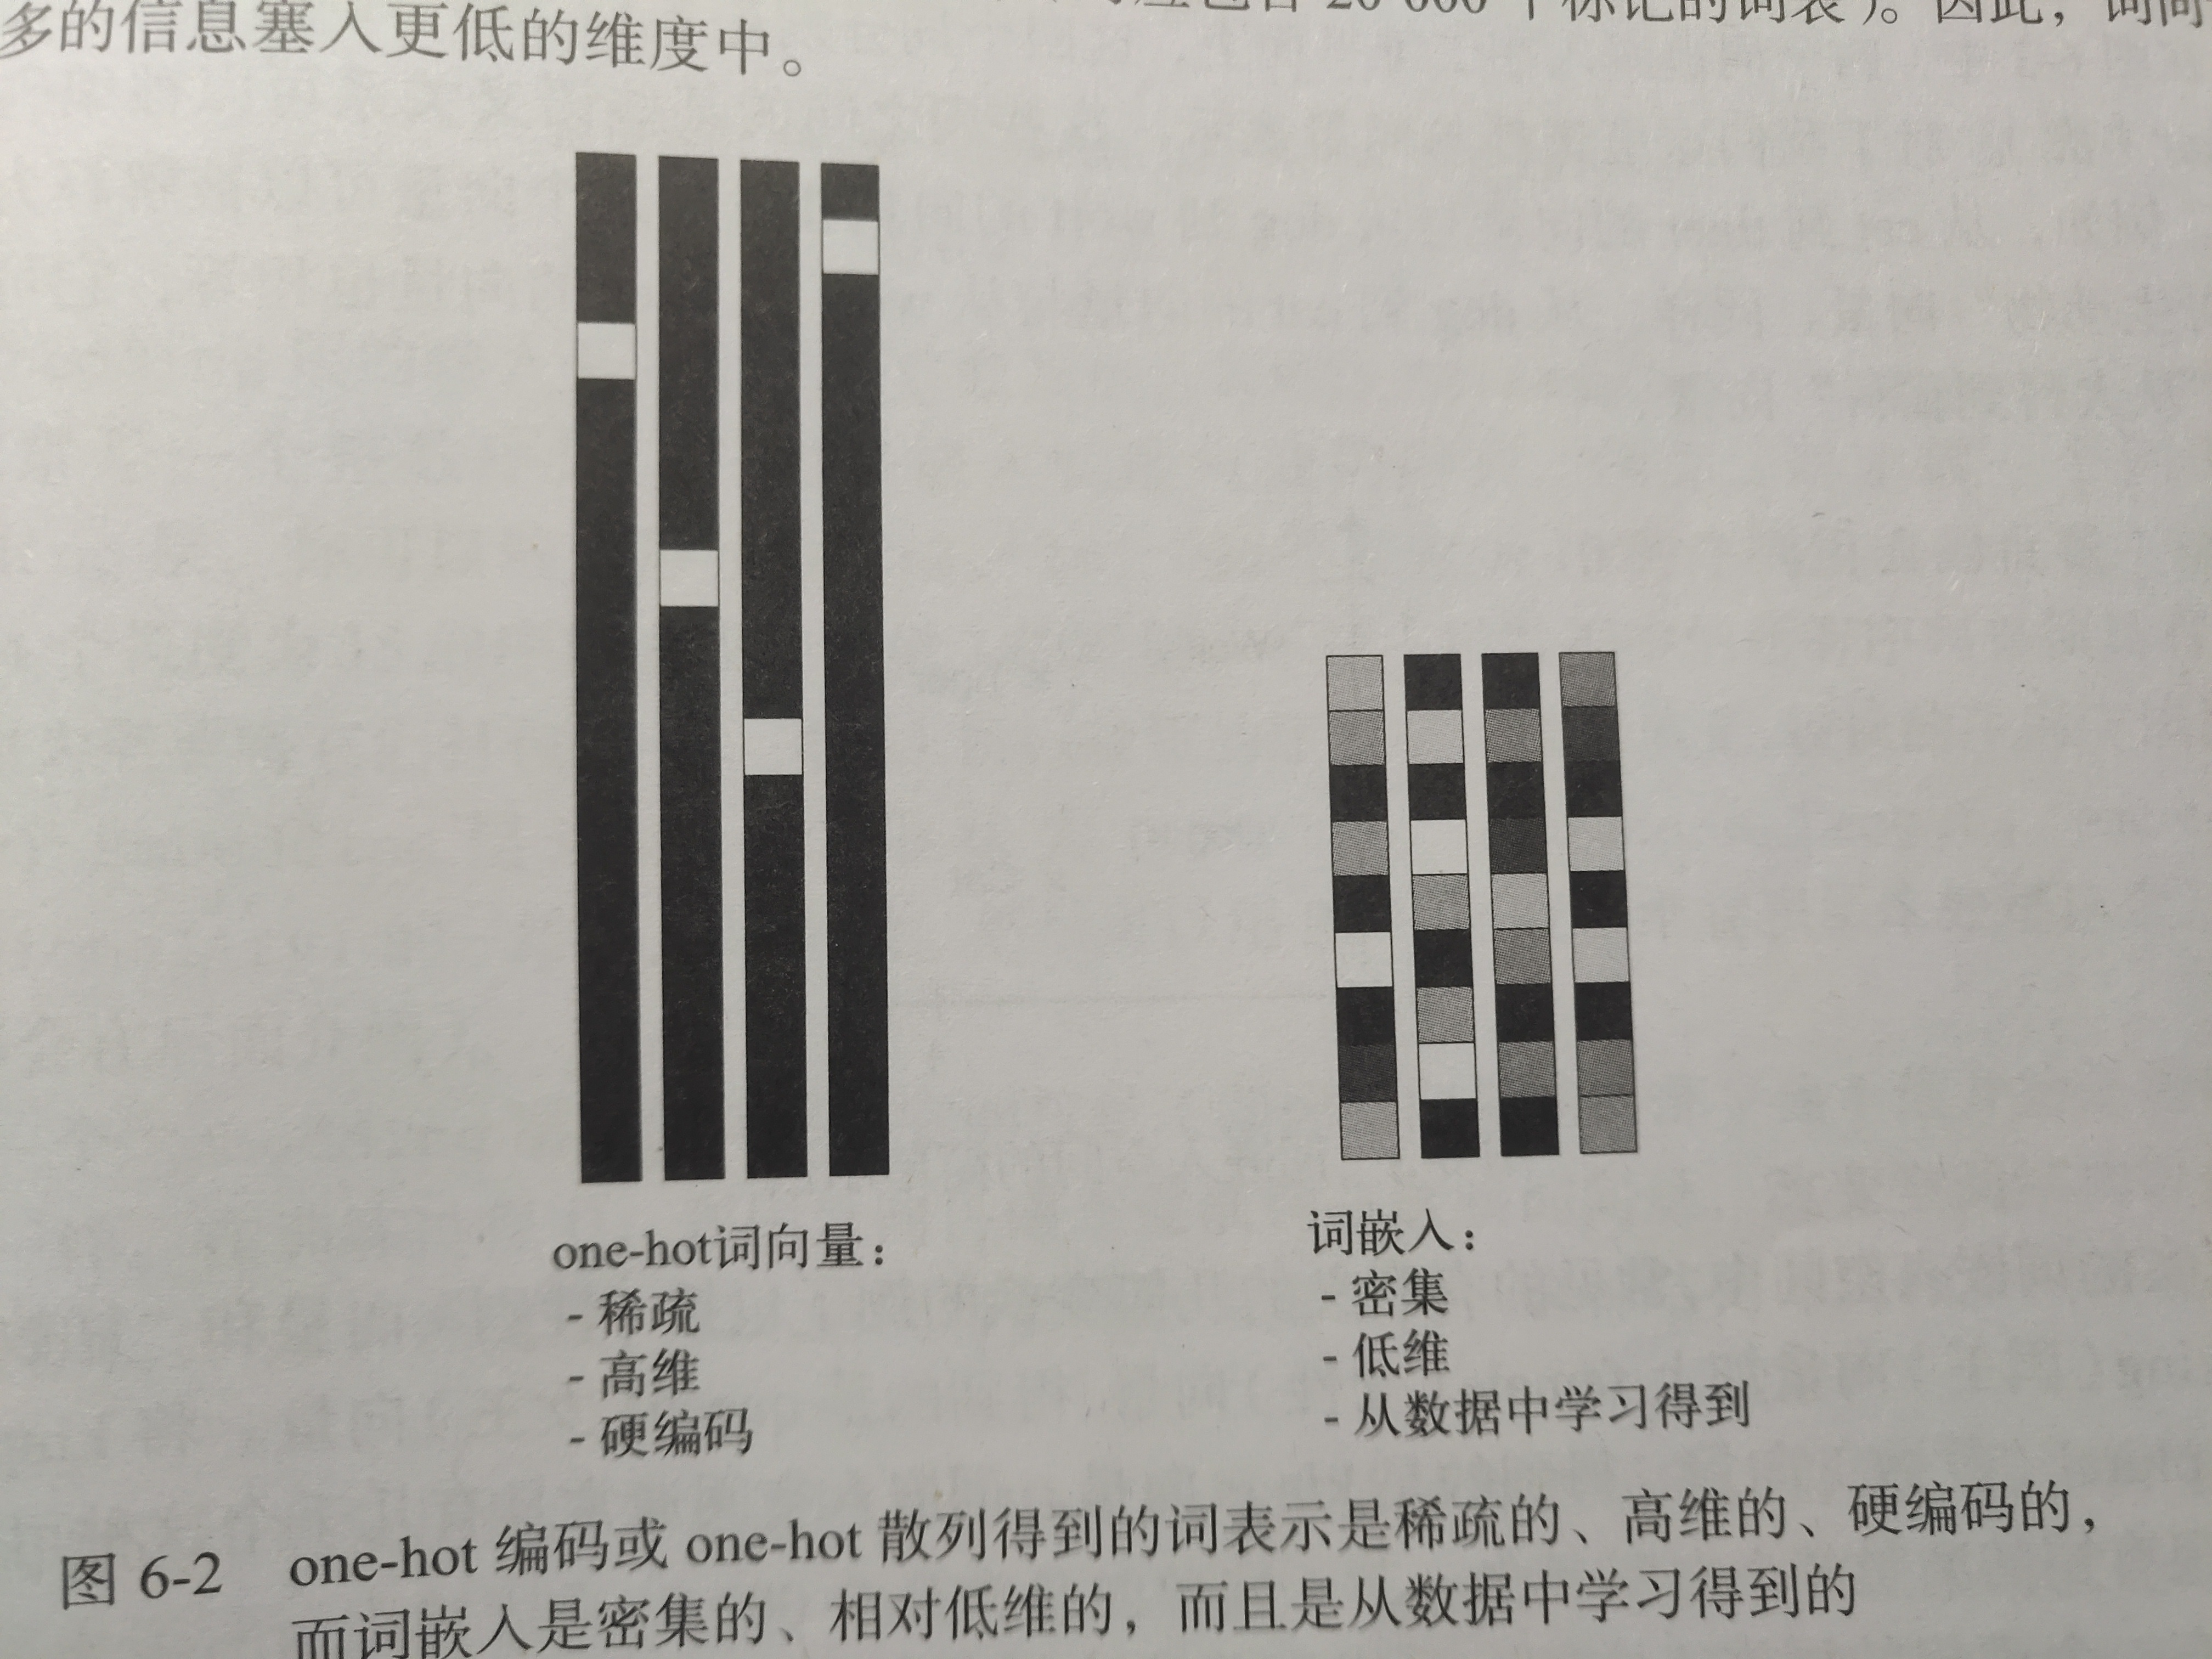 20 000 个标记的词表）。因此，词向
多的信息塞入更低的维度中。
one-hot词向量：
- 稀疏
- 高维
- 硬编码
词嵌入：
- 密集
- 低维
- 从数据中学习得到
图 6-2 one-hot 编码或 one-hot 散列得到的词表示是稀疏的、高维的、硬编码的，
而词嵌入是密集的、相对低维的，而且是从数据中学习得到的